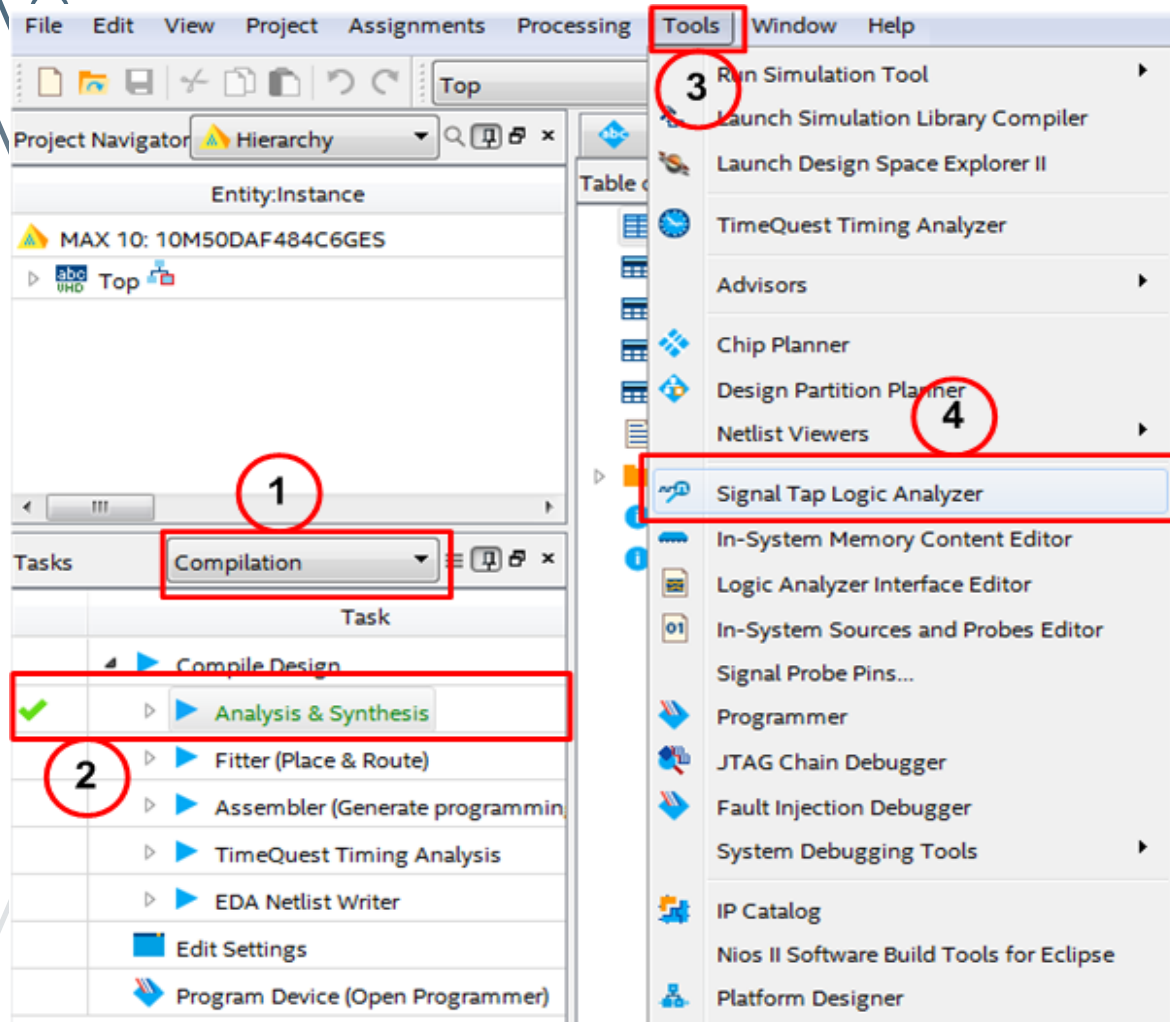 File Edit View Project Assignments Processing Tools Window Help
Top
3
Project Navigator Hierarchy
Entity:Instance
MAX 10: 10M50DAF484C6GES
abc
VHD Top
abc
Table
Run Simulation Tool
Launch Simulation Library Compiler
Launch Design Space Explorer II
TimeQuest Timing Analyzer
Advisors
Chip Planner
Design Partition Planner
4
Netlist Viewers
Signal Tap Logic Analyzer
In-System Memory Content Editor
Logic Analyzer Interface Editor
01 In-System Sources and Probes Editor
Signal Probe Pins...
Programmer
JTAG Chain Debugger
Fault Injection Debugger
System Debugging Tools
IP Catalog
Nios II Software Build Tools for Eclipse
Platform Designer
1
Tasks Compilation
Task
Compile Design
Analysis & Synthesis
2
Fitter (Place & Route)
Assembler (Generate programmin
TimeQuest Timing Analysis
EDA Netlist Writer
Edit Settings
Program Device (Open Programmer)